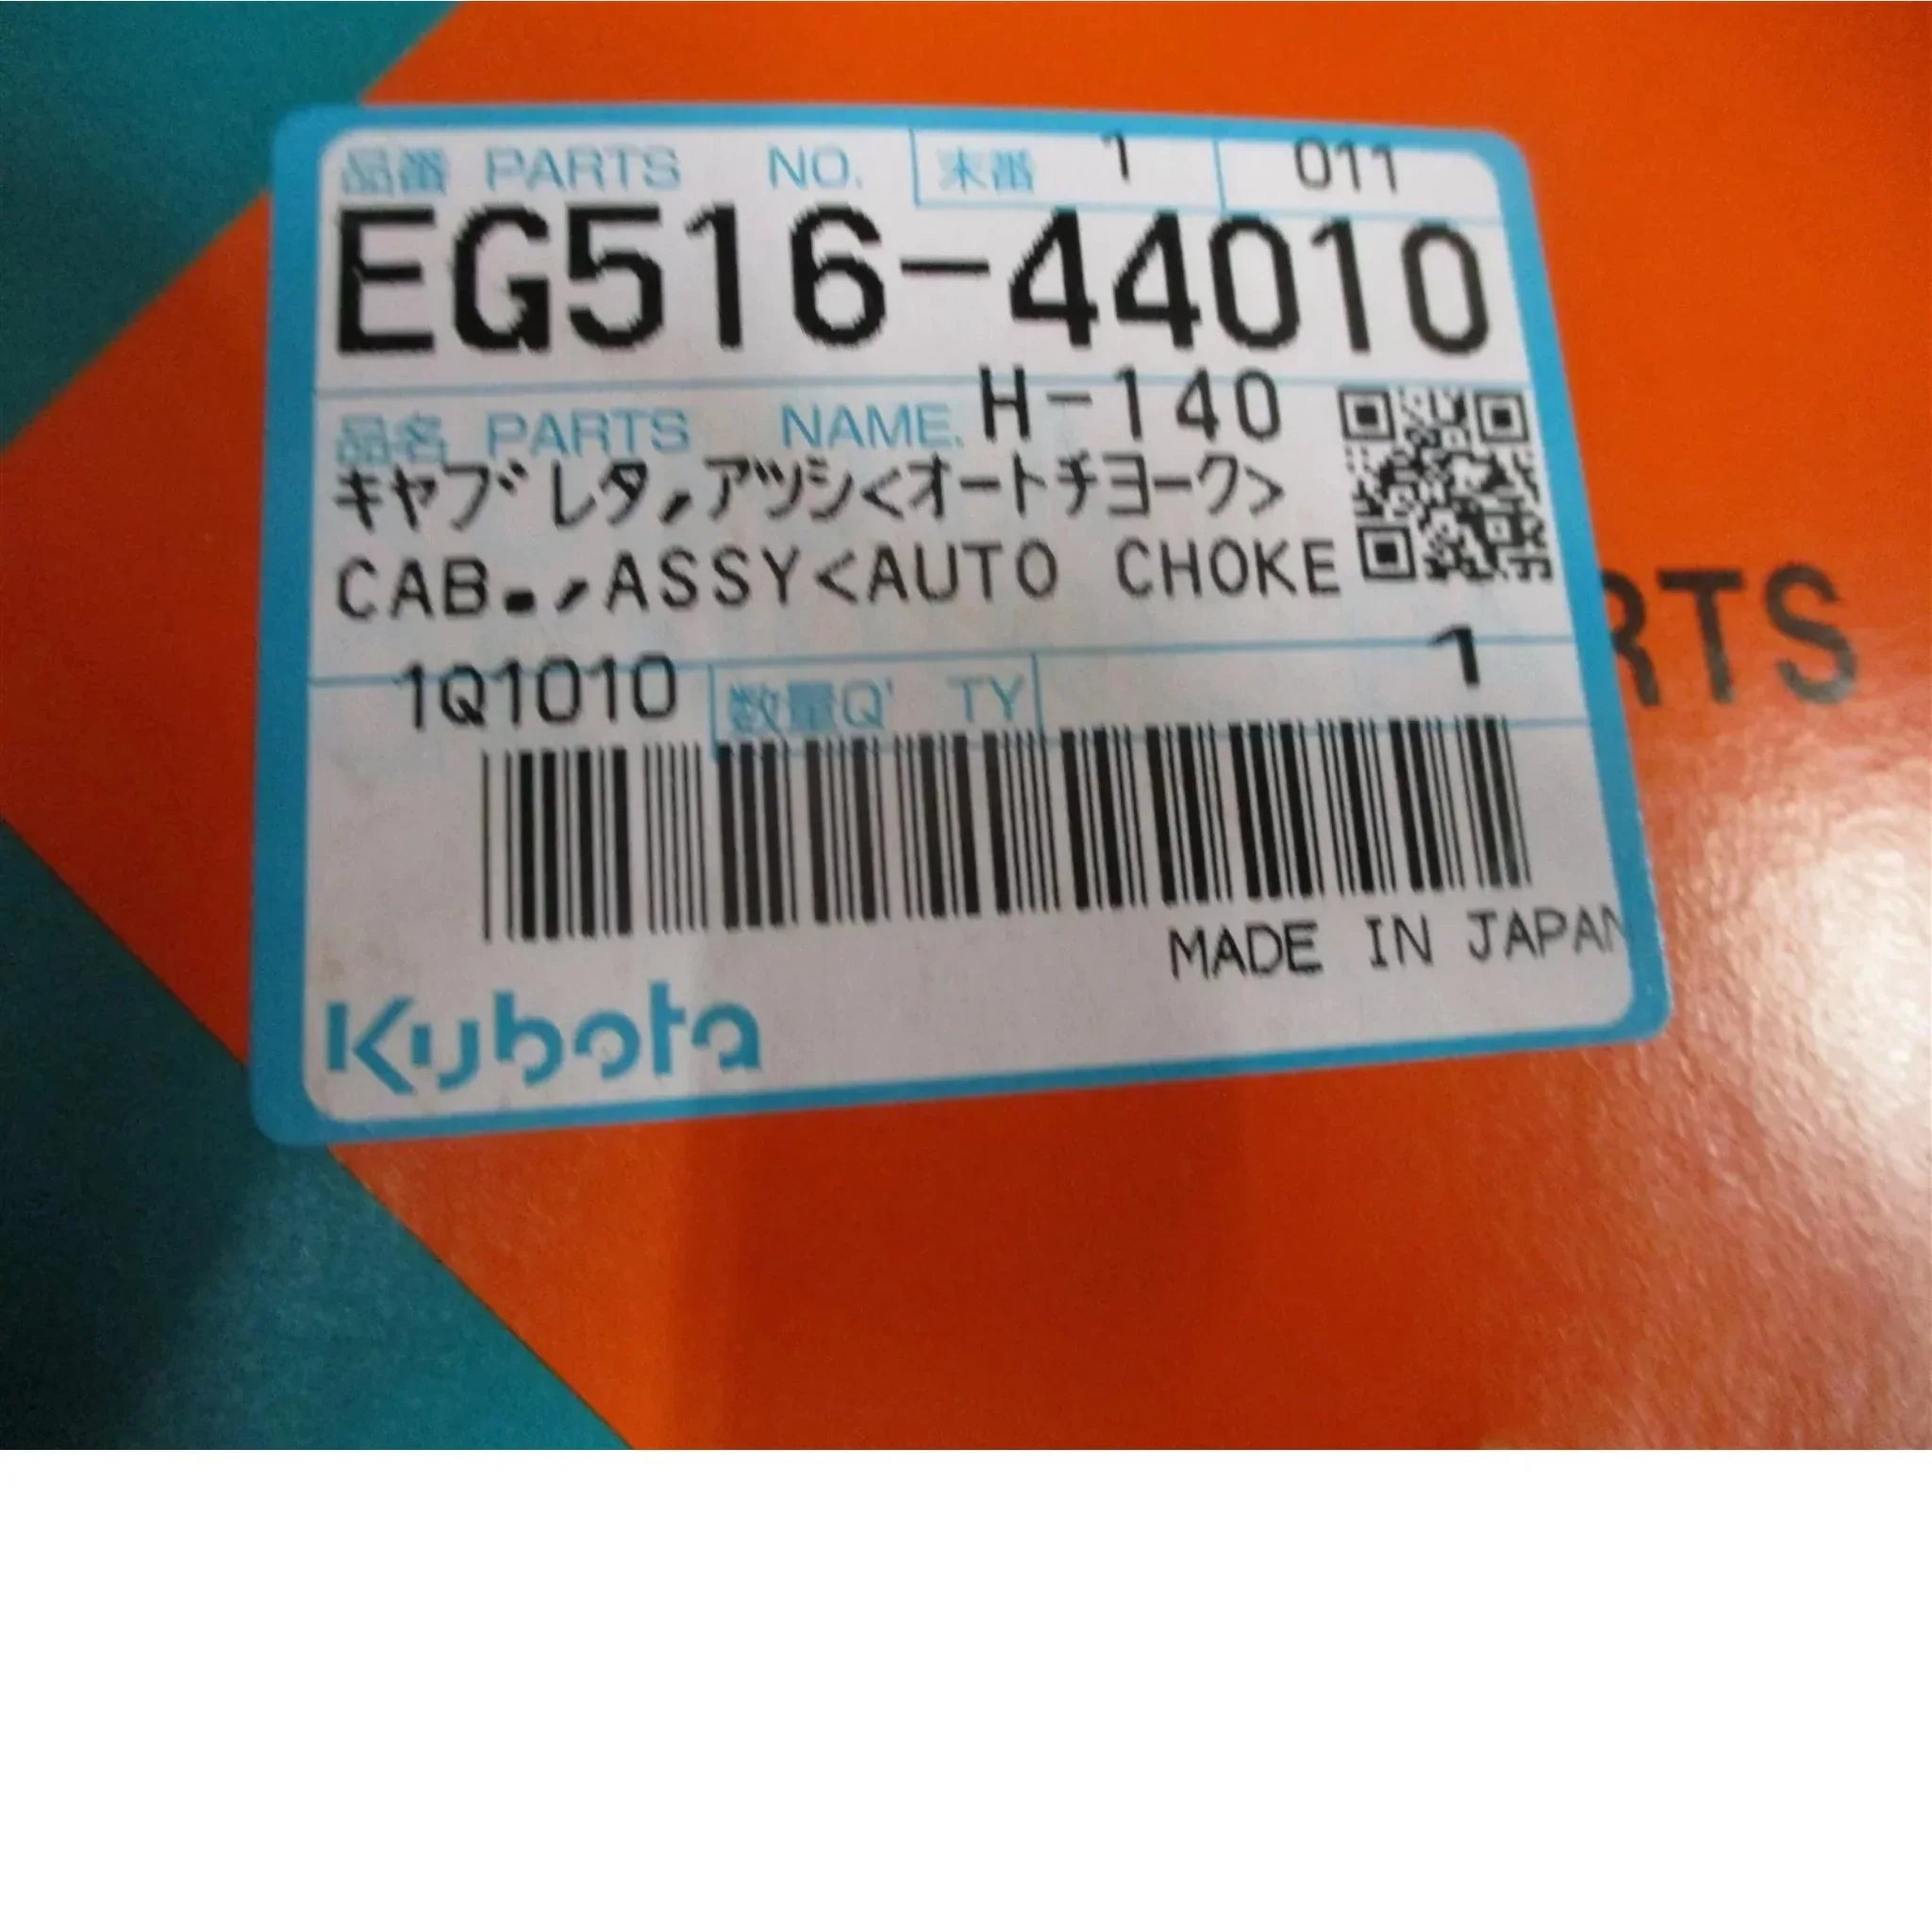 品番 PARTS NO. 末番 1 011
EG516-44010
品名 PARTS NAME. H-140
キヤブレタ,アツシ<オートチヨーク>
CAB.,ASSY<AUTO CHOKE
RTS
1Q1010 数量Q'TY 1
MADE IN JAPAN
Kubota